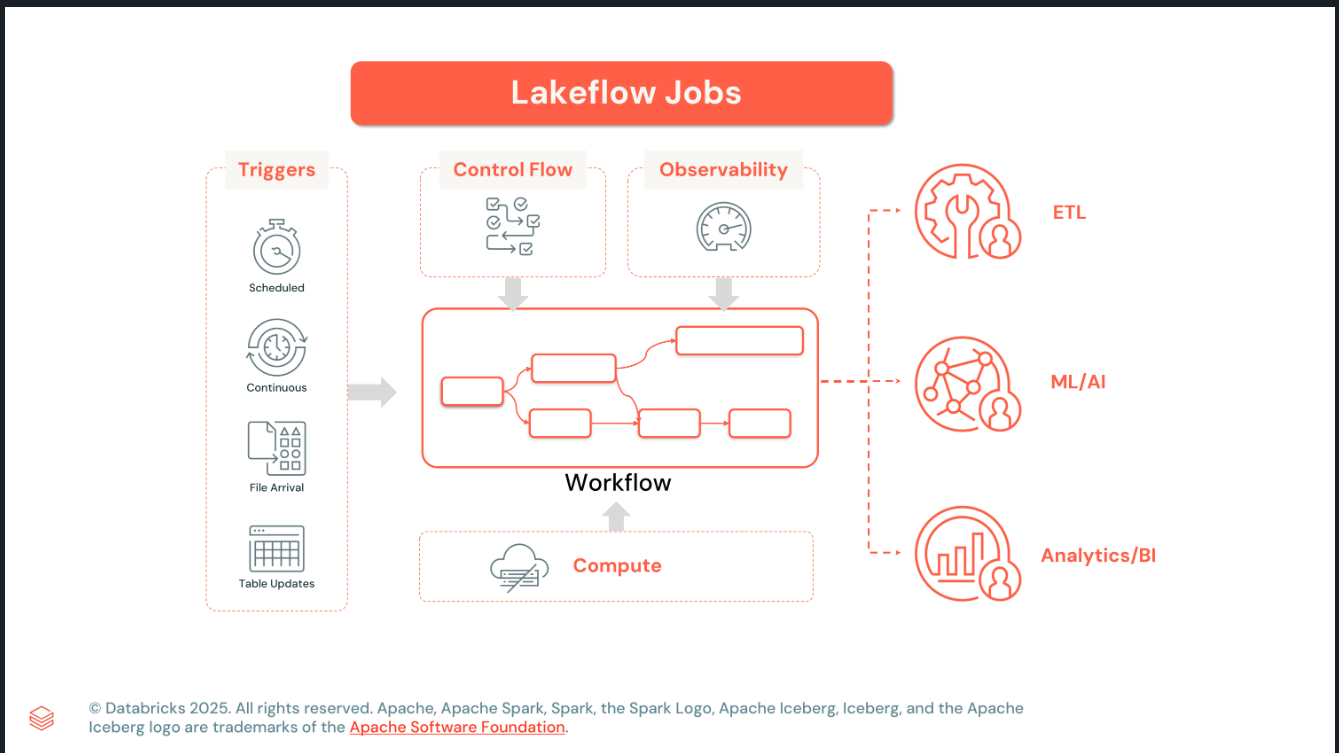 Lakeflow Jobs
Triggers
Scheduled
Continuous
File Arrival
Table Updates
Control Flow
Observability
Workflow
Compute
ETL
ML/AI
Analytics/BI
© Databricks 2025. All rights reserved. Apache, Apache Spark, Spark, the Spark Logo, Apache Iceberg, Iceberg, and the Apache
Iceberg logo are trademarks of the Apache Software Foundation.